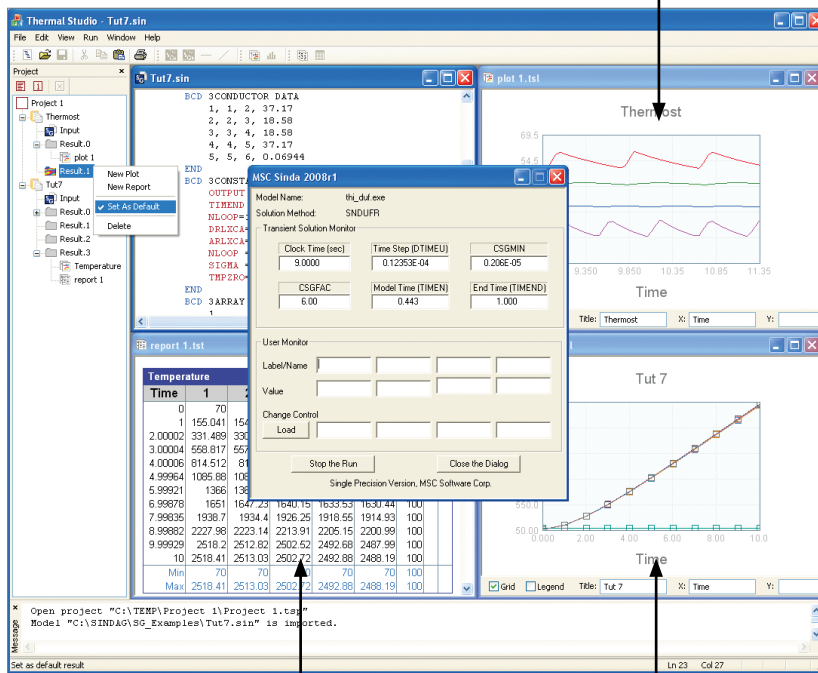 Thermal Studio - Tut7.sin
File Edit View Run Window Help
Project
Project 1
Thermost
Input
Result.0
plot 1
Result.1
Tut7
Input
Result.0
Result.1
Result.2
Result.3
Temperature
report 1
New Plot
New Report
Set As Default
Delete
Tut7.sin
BCD 3CONDUCTOR DATA
1, 1, 2, 37.17
2, 2, 3, 18.58
3, 3, 4, 18.58
4, 4, 5, 37.17
5, 5, 6, 0.06944
END
BCD 3CONSTA
OUTPUT
TIMEND
NLOOP=
DRLXCA=
ARLXCA=
NLOOP =
SIGMA =
TMPZRO=
END
BCD 3ARRAY
1
plot 1.tsl
Thermost
69.5
54.5
9.350 9.850 10.35 10.85 11.35
Time
Title: Thermost X: Time Y:
MSC Sinda 2008r1
Model Name: thi_duf.exe
Solution Method: SNDUFR
Transient Solution Monitor
Clock Time (sec) Time Step (DTIMEU) CSGMIN
9.0000 0.12353E-04 0.206E-05
CSGFAC Model Time (TIMEN) End Time (TIMEND)
6.00 0.443 1.000
User Monitor
Label/Name
Value
Change Control
Load
Stop the Run Close the Dialog
Single Precision Version, MSC Software Corp.
report 1.tst
Temperature
Time 1
0 70
1 155.041 154
2.00002 331.489 330
3.00004 558.817 557
4.00006 814.512 81
4.99964 1085.88 108
5.99921 1366 136
6.99878 1651 1647.23 1640.15 1633.53 1630.44 100
7.99835 1938.7 1934.4 1926.25 1918.55 1914.93 100
8.99882 2227.98 2223.14 2213.91 2205.15 2200.99 100
9.99929 2518.2 2512.82 2502.52 2492.68 2487.99 100
10 2518.41 2513.03 2502.72 2492.88 2488.19 100
Min 70 70 70 70 70 100
Max 2518.41 2513.03 2502.72 2492.88 2488.19 100
Tut 7
550.0
50.00
0.000 2.00 4.00 6.00 8.00 10.0
Time
Grid Legend Title: Tut 7 X: Time Y:
Message
Open project "C:\TEMP\Project 1\Project 1.tsp"
Model "C:\SINDAG\SG_Examples\Tut7.sin" is imported.
Set as default result Ln 23 Col 27